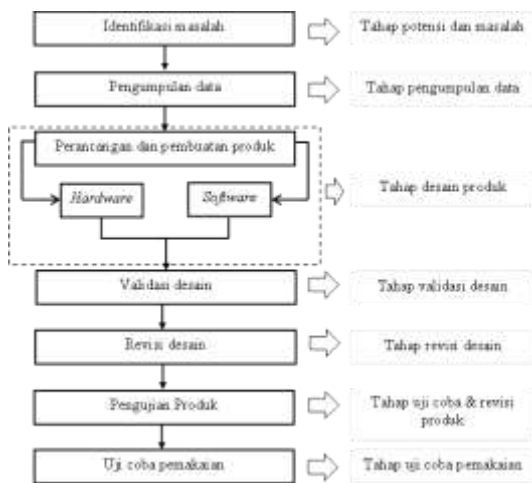 Identifikasi masalah
Tahap potensi dan masalah
Pengumpulan data
Tahap pengumpulan data
Perancangan dan pembuatan produk
Hardware
Software
Tahap desain produk
Validasi desain
Tahap validasi desain
Revisi desain
Tahap revisi desain
Pengujian Produk
Tahap uji coba & revisi
produk
Uji coba pemakaian
Tahap uji coba pemakaian